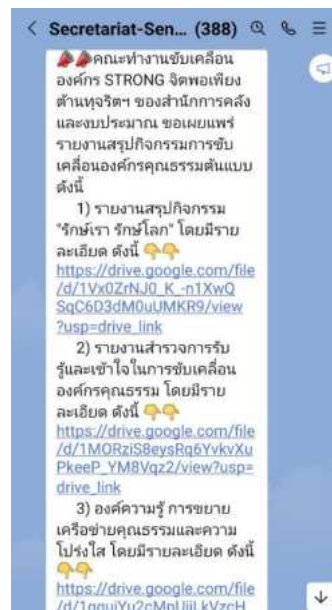 Secretariat-Sen... (388)
📣📣คณะทำงานขับเคลื่อน
องค์กร STRONG จิตพอเพียง
ต้านทุจริตฯ ของสำนักการคลัง
และงบประมาณ ขอเผยแพร่
รายงานสรุปกิจกรรมการขับ
เคลื่อนองค์กรคุณธรรมต้นแบบ
ดังนี้
1) รายงานสรุปกิจกรรม
"รักษ์เรา รักษ์โลก" โดยมีราย
ละเอียด ดังนี้ 👇👇
https://drive.google.com/file
/d/1Vx0ZrNJ0_K_-n1XwQ
SqC6D3dM0uUMKR9/view
?usp=drive_link
2) รายงานสำรวจการรับ
รู้และเข้าใจในการขับเคลื่อน
องค์กรคุณธรรม โดยมีราย
ละเอียด ดังนี้ 👇👇
https://drive.google.com/file
/d/1MORziS8eysRq6YvkvXu
PkeeP_YM8Vqz2/view?usp=
drive_link
3) องค์ความรู้ การขยาย
เครือข่ายคุณธรรมและความ
โปร่งใส โดยมีรายละเอียด ดังนี้
👇👇
https://drive.google.com/file